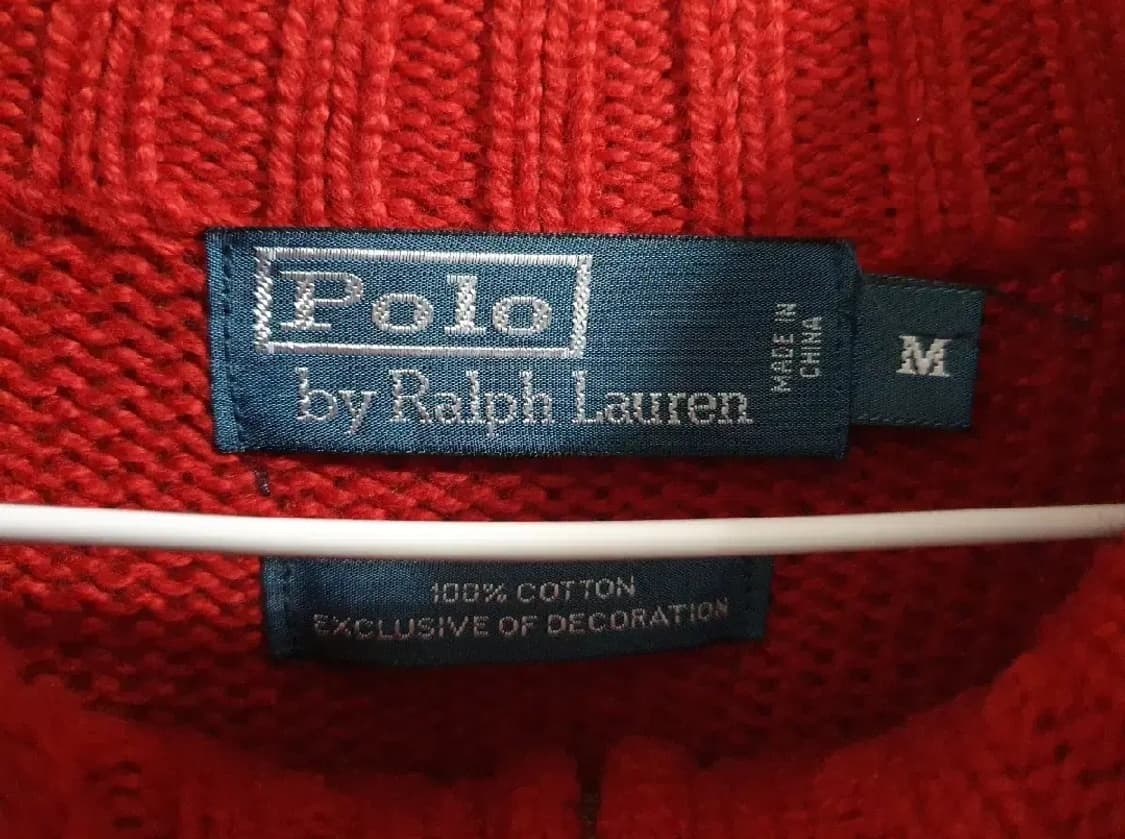 Polo
by Ralph Lauren
MADE IN
CHINA
M
100% COTTON
EXCLUSIVE OF DECORATION